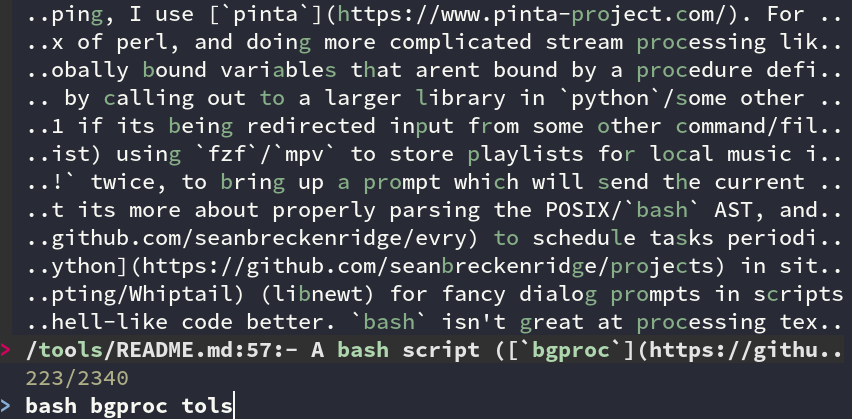 ..ping, I use [`pinta`](https://www.pinta-project.com/). For ..
..x of perl, and doing more complicated stream processing lik..
..obally bound variables that arent bound by a procedure defi..
.. by calling out to a larger library in `python`/some other ..
..1 if its being redirected input from some other command/fil..
..ist) using `fzf`/`mpv` to store playlists for local music i..
..!` twice, to bring up a prompt which will send the current ..
..t its more about properly parsing the POSIX/`bash` AST, and..
..github.com/seanbreckenridge/evry) to schedule tasks periodi..
..ython](https://github.com/seanbreckenridge/projects) in sit..
..pting/Whiptail) (libnewt) for fancy dialog prompts in scripts
..hell-like code better. `bash` isn't great at processing tex..
> /tools/README.md:57:- A bash script ([`bgproc`](https://githu..
223/2340
> bash bgproc tols